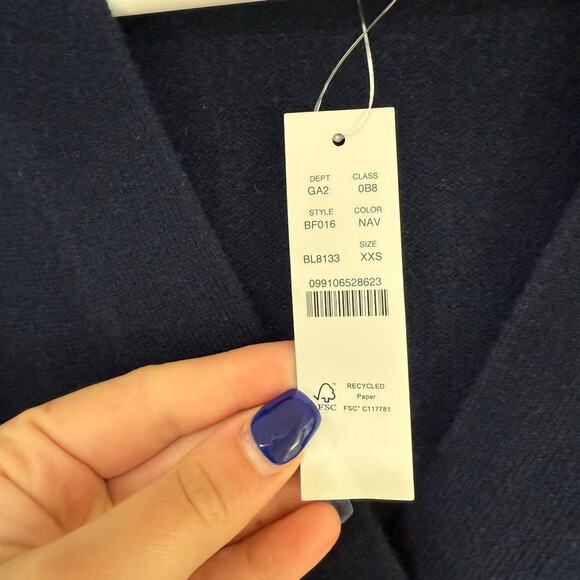 DEPT CLASS
GA2 0B8
STYLE COLOR
BF016 NAV
SIZE
BL8133 XXS
099106528623
RECYCLED
Paper
FSC FSC® C117781